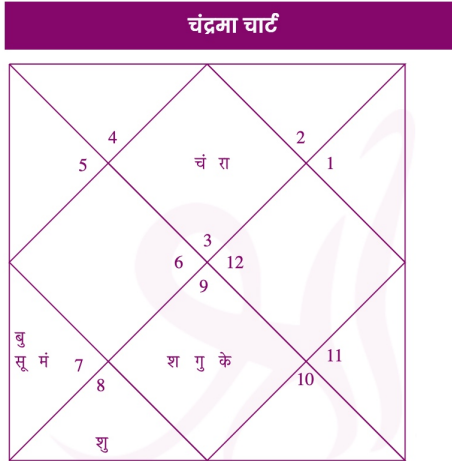 चंद्रमा चार्ट
4 2
5 चं रा 1
3
6 12
9
बु
सू मं 7 श गु के 11
8 10
शु